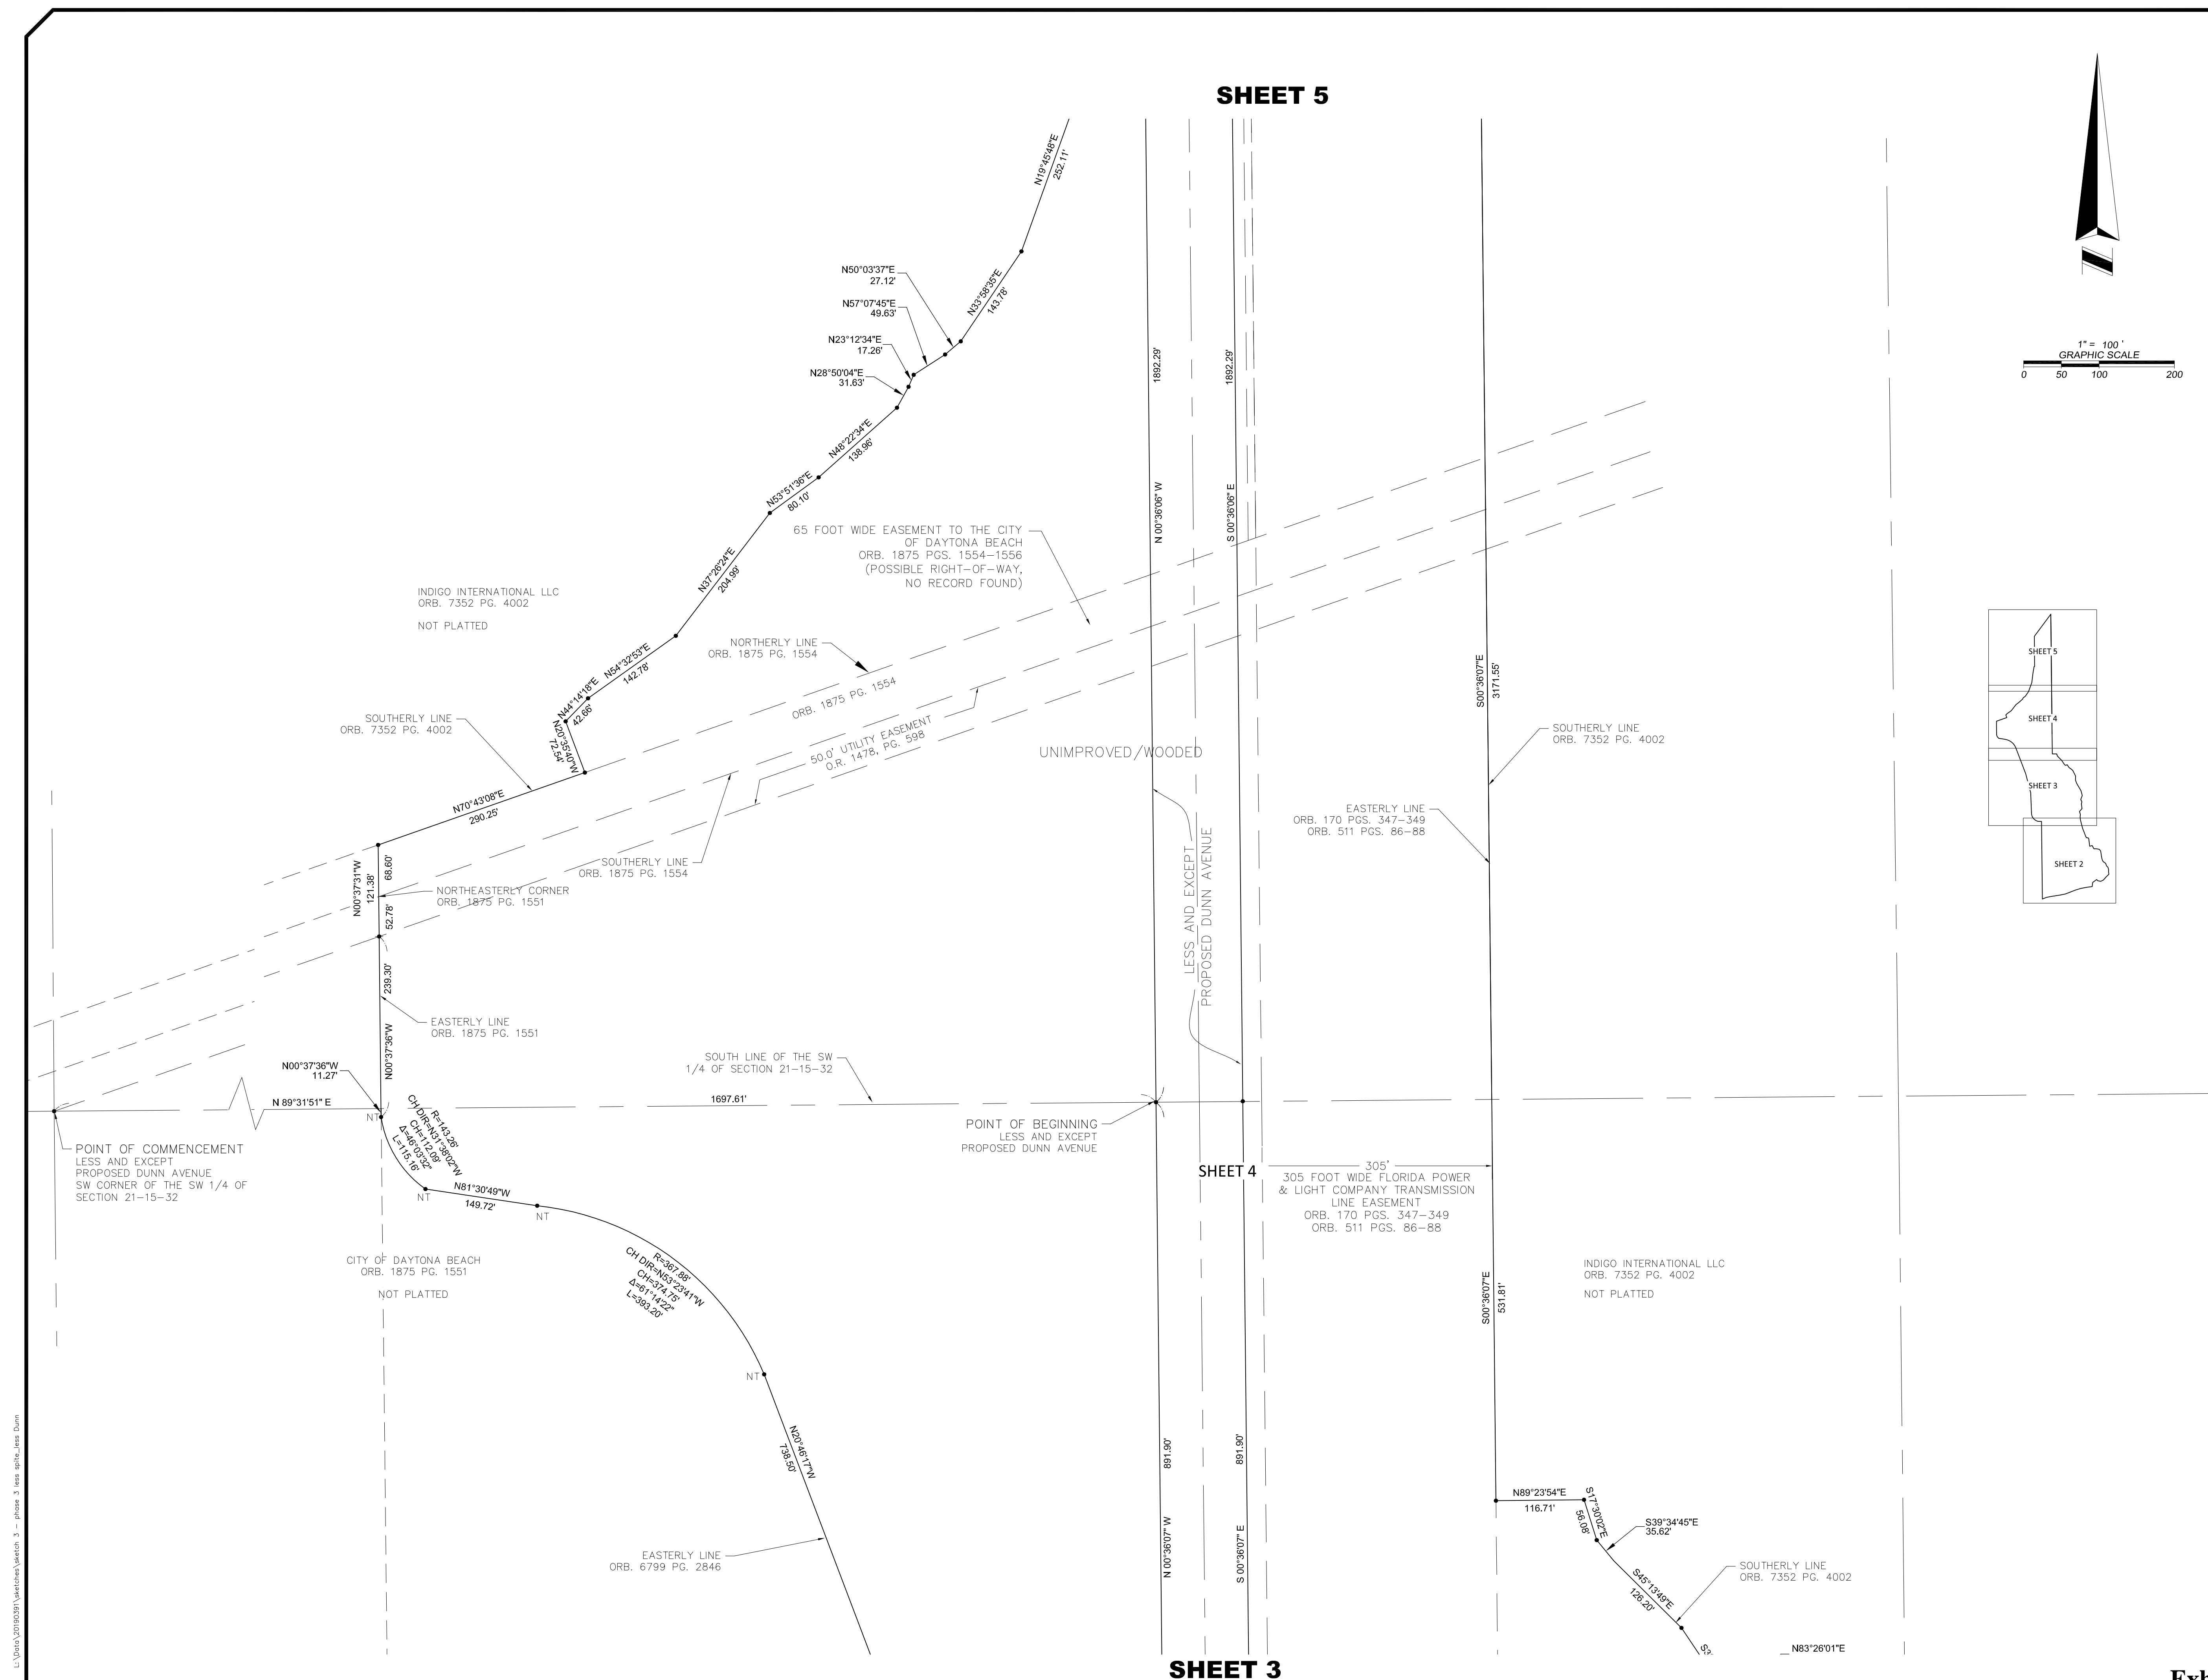 SHEET 5
N19°45'48"E
252.11'
N33°58'35"E
143.78'
N50°03'37"E
27.12'
N57°07'45"E
49.63'
N23°12'34"E
17.26'
N28°50'04"E
31.63'
N48°22'34"E
138.96'
N53°51'36"E
80.10'
N37°26'24"E
204.99'
N54°32'53"E
142.78'
N44°14'18"E
42.66'
N20°35'40"W
72.54'
N70°43'08"E
290.25'
1" = 100 '
GRAPHIC SCALE
0 50 100 200
1892.29'
N 00°36'06" W
1892.29'
S 00°36'06" E
65 FOOT WIDE EASEMENT TO THE CITY
OF DAYTONA BEACH
ORB. 1875 PGS. 1554-1556
(POSSIBLE RIGHT-OF-WAY,
NO RECORD FOUND)
INDIGO INTERNATIONAL LLC
ORB. 7352 PG. 4002
NOT PLATTED
NORTHERLY LINE
ORB. 1875 PG. 1554
ORB. 1875 PG. 1554
SOUTHERLY LINE
ORB. 7352 PG. 4002
50.0' UTILITY EASEMENT
O.R. 1478, PG. 598
UNIMPROVED/WOODED
S00°36'07"E
3171.55'
SOUTHERLY LINE
ORB. 7352 PG. 4002
EASTERLY LINE
ORB. 170 PGS. 347-349
ORB. 511 PGS. 86-88
SHEET 5
SHEET 4
SHEET 3
SHEET 2
LESS AND EXCEPT
PROPOSED DUNN AVENUE
SOUTHERLY LINE
ORB. 1875 PG. 1554
N00°37'31"W
121.38'
68.60'
52.78'
NORTHEASTERLY CORNER
ORB. 1875 PG. 1551
239.30'
EASTERLY LINE
ORB. 1875 PG. 1551
N00°37'36"W
N00°37'36"W
11.27'
N 89°31'51" E
SOUTH LINE OF THE SW
1/4 OF SECTION 21-15-32
1697.61'
NT
POINT OF COMMENCEMENT
LESS AND EXCEPT
PROPOSED DUNN AVENUE
SW CORNER OF THE SW 1/4 OF
SECTION 21-15-32
R=143.26'
CH DIR=N31°38'02"W
CH=112.09'
Δ=46°03'32"
L=115.16'
NT
N81°30'49"W
149.72'
NT
POINT OF BEGINNING
LESS AND EXCEPT
PROPOSED DUNN AVENUE
SHEET 4
305'
305 FOOT WIDE FLORIDA POWER
& LIGHT COMPANY TRANSMISSION
LINE EASEMENT
ORB. 170 PGS. 347-349
ORB. 511 PGS. 86-88
CITY OF DAYTONA BEACH
ORB. 1875 PG. 1551
NOT PLATTED
R=367.88'
CH DIR=N53°23'41"W
CH=374.75'
Δ=61°14'22"
L=393.20'
NT
INDIGO INTERNATIONAL LLC
ORB. 7352 PG. 4002
NOT PLATTED
S00°36'07"E
531.81'
N20°46'17"W
738.50'
891.90'
N 00°36'07" W
891.90'
S 00°36'07" E
N89°23'54"E
116.71'
S17°30'02"E
56.08'
S39°34'45"E
35.62'
S45°13'49"E
126.20'
SOUTHERLY LINE
ORB. 7352 PG. 4002
EASTERLY LINE
ORB. 6799 PG. 2846
N83°26'01"E
SHEET 3
L:\Data\20190391\sketches\sketch 3 - phase 3 less spite_less Dunn
Exh